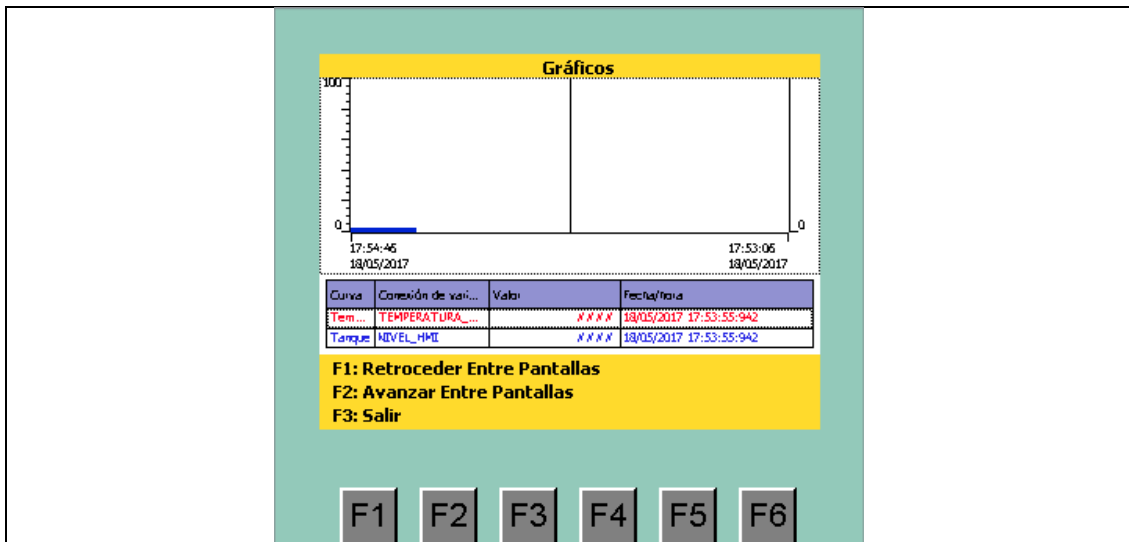 Gráficos
100
0
0
17:54:46
18/05/2017
17:53:06
18/05/2017
Curva Conexión de vari... Valor Fecha/hora
Tem... TEMPERATURA_... #### 18/05/2017 17:53:55:942
Tanque NIVEL_HMI #### 18/05/2017 17:53:55:942
F1: Retroceder Entre Pantallas
F2: Avanzar Entre Pantallas
F3: Salir
F1 F2 F3 F4 F5 F6